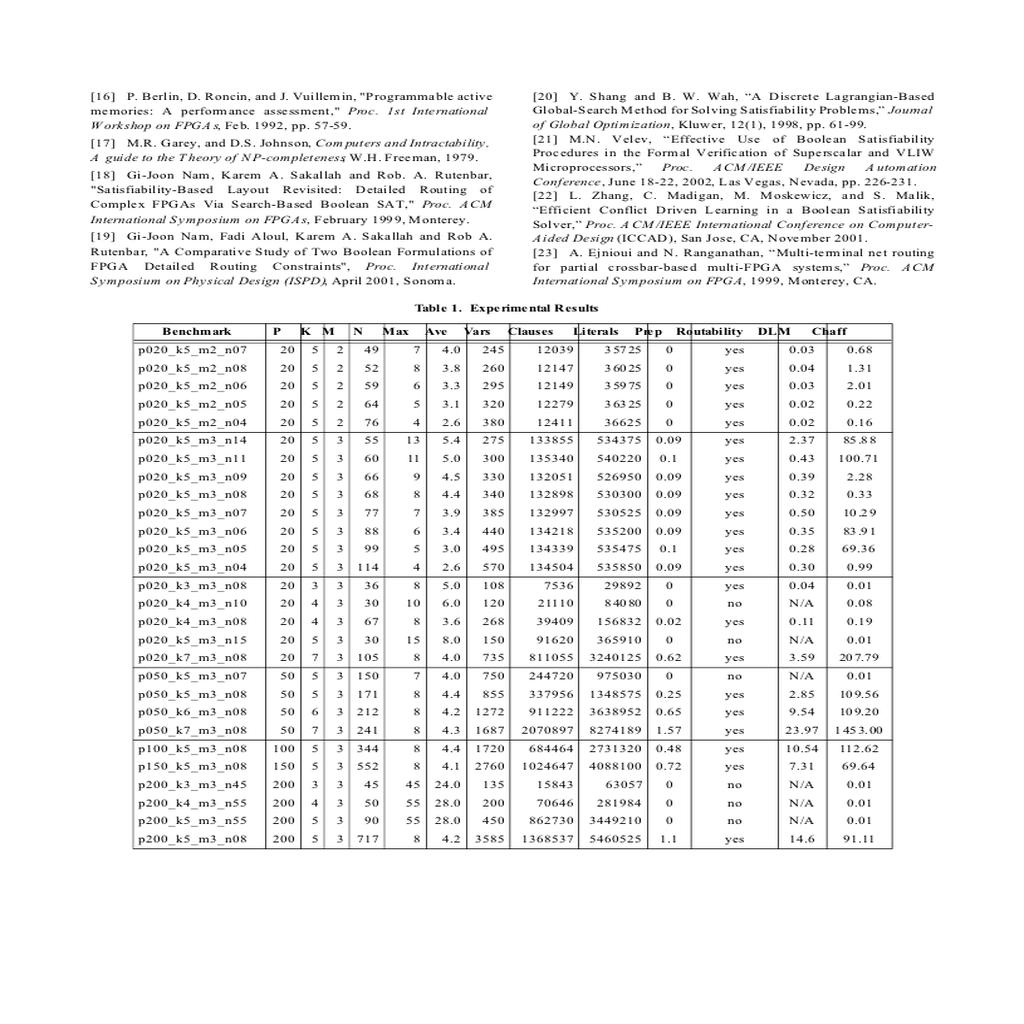 [16] P. Berlin, D. Roncin, and J. Vuillemin, "Programmable active
memories: A performance assessment," Proc. 1st International
Workshop on FPGAs, Feb. 1992, pp. 57-59.
[17] M.R. Garey, and D.S. Johnson, Computers and Intractability,
A guide to the Theory of NP-completeness, W.H. Freeman, 1979.
[18] Gi-Joon Nam, Karem A. Sakallah and Rob. A. Rutenbar,
"Satisfiability-Based Layout Revisited: Detailed Routing of
Complex FPGAs Via Search-Based Boolean SAT," Proc. ACM
International Symposium on FPGAs, February 1999, Monterey.
[19] Gi-Joon Nam, Fadi Aloul, Karem A. Sakallah and Rob A.
Rutenbar, "A Comparative Study of Two Boolean Formulations of
FPGA Detailed Routing Constraints", Proc. International
Symposium on Physical Design (ISPD), April 2001, Sonoma.
[20] Y. Shang and B. W. Wah, “A Discrete Lagrangian-Based
Global-Search Method for Solving Satisfiability Problems,” Journal
of Global Optimization, Kluwer, 12(1), 1998, pp. 61-99.
[21] M.N. Velev, “Effective Use of Boolean Satisfiability
Procedures in the Formal Verification of Superscalar and VLIW
Microprocessors,” Proc. ACM/IEEE Design Automation
Conference, June 18-22, 2002, Las Vegas, Nevada, pp. 226-231.
[22] L. Zhang, C. Madigan, M. Moskewicz, and S. Malik,
“Efficient Conflict Driven Learning in a Boolean Satisfiability
Solver,” Proc. ACM/IEEE International Conference on Computer-
Aided Design (ICCAD), San Jose, CA, November 2001.
[23] A. Ejnioui and N. Ranganathan, “Multi-terminal net routing
for partial crossbar-based multi-FPGA systems,” Proc. ACM
International Symposium on FPGA, 1999, Monterey, CA.
Table 1. Experimental Results
Benchmark P K M N Max Ave Vars Clauses Literals Prep Routability DLM Chaff
p020_k5_m2_n07 20 5 2 49 7 4.0 245 12039 35725 0 yes 0.03 0.68
p020_k5_m2_n08 20 5 2 52 8 3.8 260 12147 36025 0 yes 0.04 1.31
p020_k5_m2_n06 20 5 2 59 6 3.3 295 12149 35975 0 yes 0.03 2.01
p020_k5_m2_n05 20 5 2 64 5 3.1 320 12279 36325 0 yes 0.02 0.22
p020_k5_m2_n04 20 5 2 76 4 2.6 380 12411 36625 0 yes 0.02 0.16
p020_k5_m3_n14 20 5 3 55 13 5.4 275 133855 534375 0.09 yes 2.37 85.88
p020_k5_m3_n11 20 5 3 60 11 5.0 300 135340 540220 0.1 yes 0.43 100.71
p020_k5_m3_n09 20 5 3 66 9 4.5 330 132051 526950 0.09 yes 0.39 2.28
p020_k5_m3_n08 20 5 3 68 8 4.4 340 132898 530300 0.09 yes 0.32 0.33
p020_k5_m3_n07 20 5 3 77 7 3.9 385 132997 530525 0.09 yes 0.50 10.29
p020_k5_m3_n06 20 5 3 88 6 3.4 440 134218 535200 0.09 yes 0.35 83.91
p020_k5_m3_n05 20 5 3 99 5 3.0 495 134339 535475 0.1 yes 0.28 69.36
p020_k5_m3_n04 20 5 3 114 4 2.6 570 134504 535850 0.09 yes 0.30 0.99
p020_k3_m3_n08 20 3 3 36 8 5.0 108 7536 29892 0 yes 0.04 0.01
p020_k4_m3_n10 20 4 3 30 10 6.0 120 21110 84080 0 no N/A 0.08
p020_k4_m3_n08 20 4 3 67 8 3.6 268 39409 156832 0.02 yes 0.11 0.19
p020_k5_m3_n15 20 5 3 30 15 8.0 150 91620 365910 0 no N/A 0.01
p020_k7_m3_n08 20 7 3 105 8 4.0 735 811055 3240125 0.62 yes 3.59 207.79
p050_k5_m3_n07 50 5 3 150 7 4.0 750 244720 975030 0 no N/A 0.01
p050_k5_m3_n08 50 5 3 171 8 4.4 855 337956 1348575 0.25 yes 2.85 109.56
p050_k6_m3_n08 50 6 3 212 8 4.2 1272 911222 3638952 0.65 yes 9.54 109.20
p050_k7_m3_n08 50 7 3 241 8 4.3 1687 2070897 8274189 1.57 yes 23.97 1453.00
p100_k5_m3_n08 100 5 3 344 8 4.4 1720 684464 2731320 0.48 yes 10.54 112.62
p150_k5_m3_n08 150 5 3 552 8 4.1 2760 1024647 4088100 0.72 yes 7.31 69.64
p200_k3_m3_n45 200 3 3 45 45 24.0 135 15843 63057 0 no N/A 0.01
p200_k4_m3_n55 200 4 3 50 55 28.0 200 70646 281984 0 no N/A 0.01
p200_k5_m3_n55 200 5 3 90 55 28.0 450 862730 3449210 0 no N/A 0.01
p200_k5_m3_n08 200 5 3 717 8 4.2 3585 1368537 5460525 1.1 yes 14.6 91.11